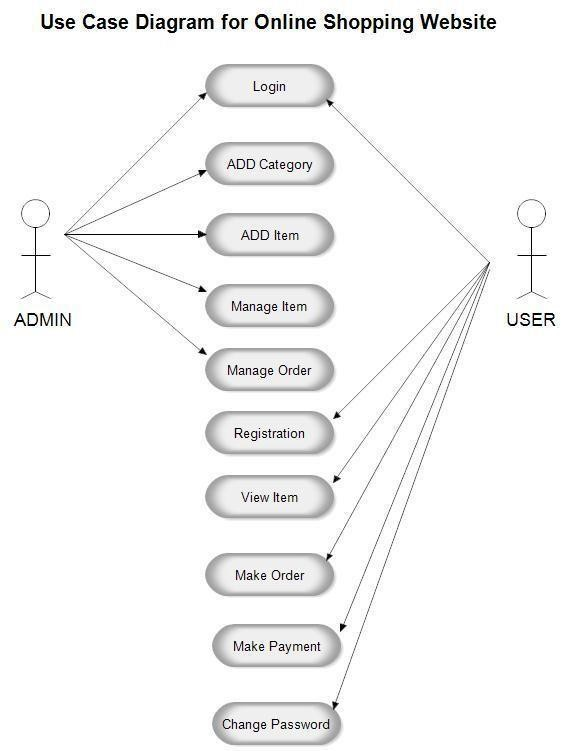 Use Case Diagram for Online Shopping Website
Login
ADD Category
ADD Item
Manage Item
ADMIN
USER
Manage Order
Registration
View Item
Make Order
Make Payment
Change Password